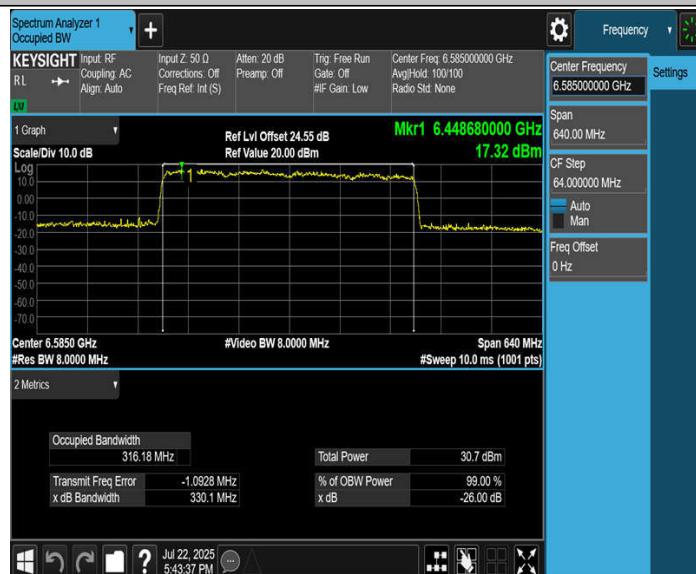 Spectrum Analyzer 1
Occupied BW
+
Frequency
KEYSIGHT
RL
LXI
Input: RF
Coupling: AC
Align: Auto
Input Z: 50 Ω
Corrections: Off
Freq Ref: Int (S)
Atten: 20 dB
Preamp: Off
Trig: Free Run
Gate: Off
#IF Gain: Low
Center Freq: 6.585000000 GHz
Avg|Hold: 100/100
Radio Std: None
Center Frequency
6.585000000 GHz
Settings
Span
640.00 MHz
CF Step
64.000000 MHz
Auto
Man
Freq Offset
0 Hz
1 Graph
Scale/Div 10.0 dB
Ref Lvl Offset 24.55 dB
Ref Value 20.00 dBm
Mkr1 6.448680000 GHz
17.32 dBm
Log
10.0
0.00
-10.0
-20.0
-30.0
-40.0
-50.0
-60.0
-70.0
1
Center 6.5850 GHz
#Res BW 8.0000 MHz
#Video BW 8.0000 MHz
Span 640 MHz
#Sweep 10.0 ms (1001 pts)
2 Metrics
Occupied Bandwidth
316.18 MHz
Total Power 30.7 dBm
Transmit Freq Error -1.0928 MHz
% of OBW Power 99.00 %
x dB Bandwidth 330.1 MHz
x dB -26.00 dB
?
Jul 22, 2025
5:43:37 PM